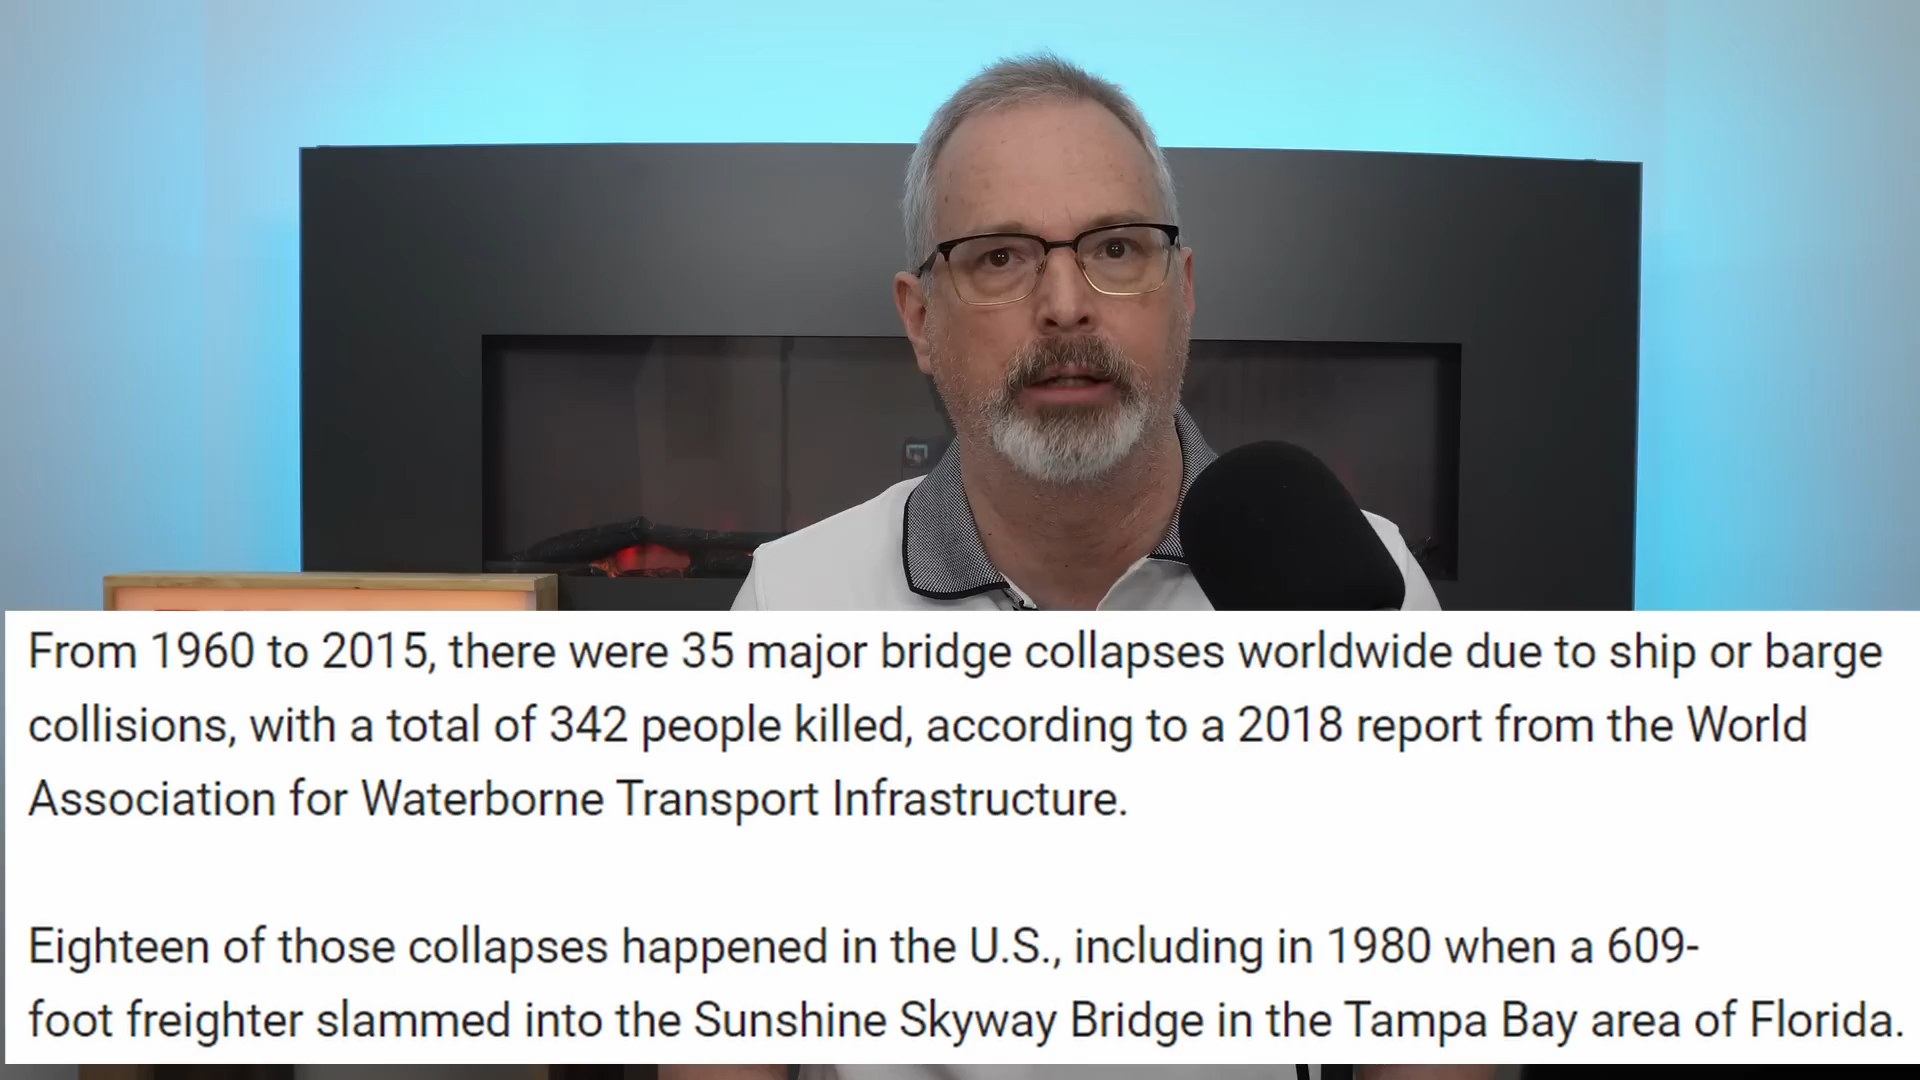 From 1960 to 2015, there were 35 major bridge collapses worldwide due to ship or barge
collisions, with a total of 342 people killed, according to a 2018 report from the World
Association for Waterborne Transport Infrastructure.
Eighteen of those collapses happened in the U.S., including in 1980 when a 609-
foot freighter slammed into the Sunshine Skyway Bridge in the Tampa Bay area of Florida.